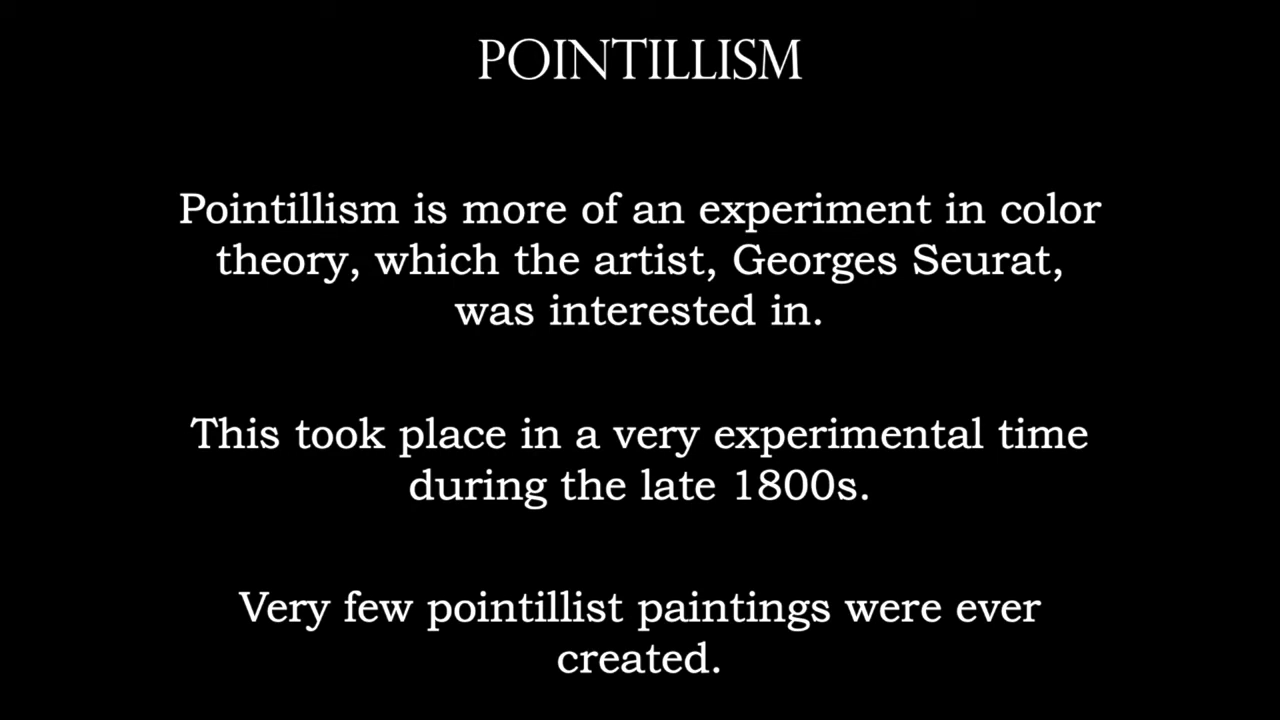 POINTILLISM
Pointillism is more of an experiment in color
theory, which the artist, Georges Seurat,
was interested in.
This took place in a very experimental time
during the late 1800s.
Very few pointillist paintings were ever
created.